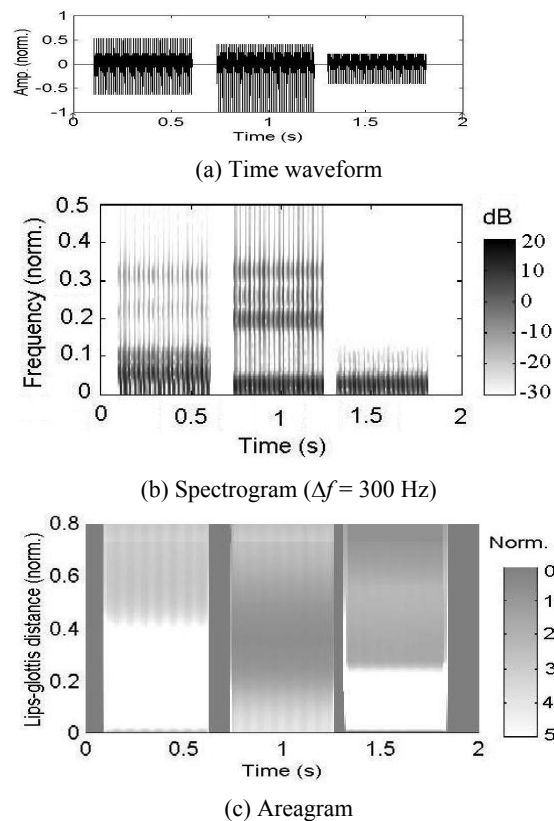 1
0.5
0
-0.5
-1
Amp. (norm.)
0 0.5 1 1.5 2
Time (s)
(a) Time waveform
0.5
0.4
0.3
0.2
0.1
0
Frequency (norm.)
0 0.5 1 1.5 2
Time (s)
dB
20
10
0
-10
-20
-30
(b) Spectrogram (Δf = 300 Hz)
0.8
0.6
0.4
0.2
0
Lips-glottis distance (norm.)
0 0.5 1 1.5 2
Time (s)
Norm.
0
1
2
3
4
5
(c) Areagram